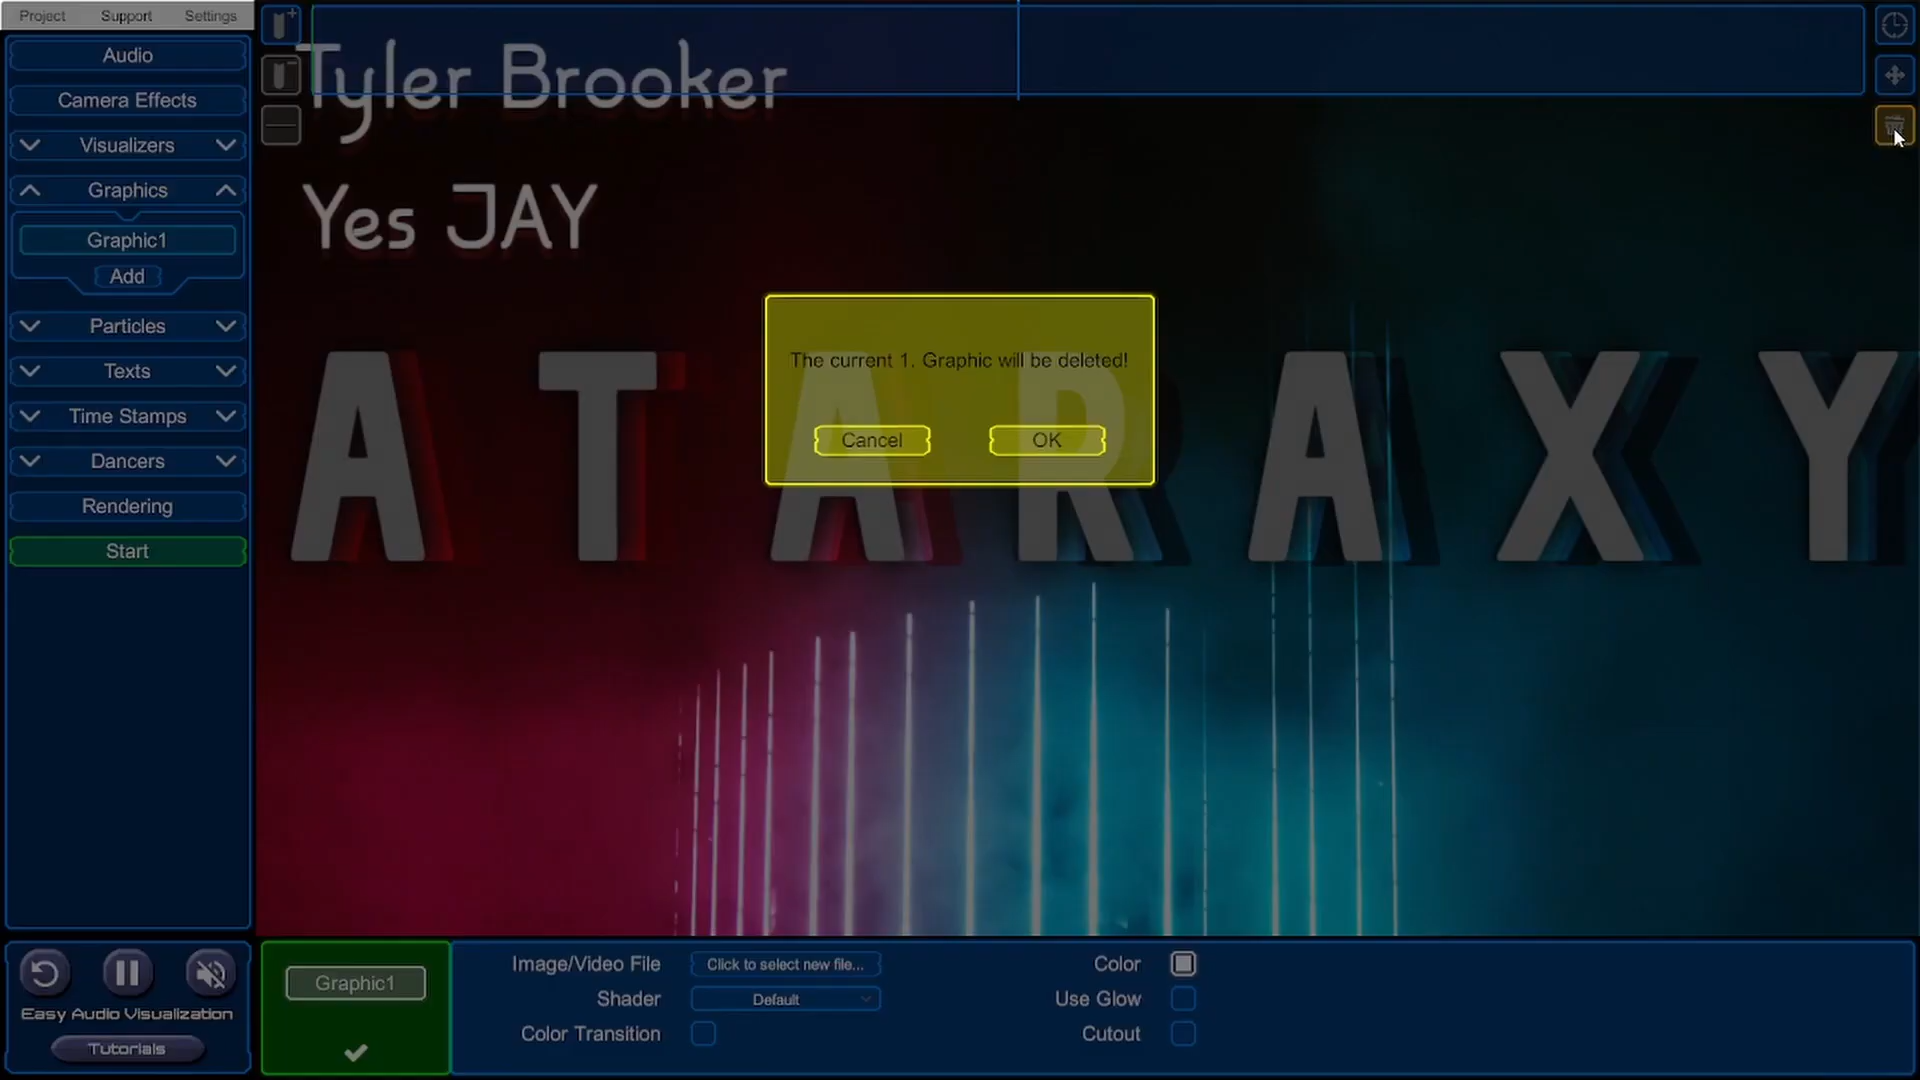 Project Support Settings
Audio
Camera Effects
Visualizers
Graphics
Graphic1
Add
Particles
Texts
Time Stamps
Dancers
Rendering
Start
Tyler Brooker
Yes JAY
ATARAXY
The current 1. Graphic will be deleted!
Cancel OK
Easy Audio Visualization
Tutorials
Graphic1
Image/Video File Click to select new file...
Shader Default
Color Transition
Color
Use Glow
Cutout